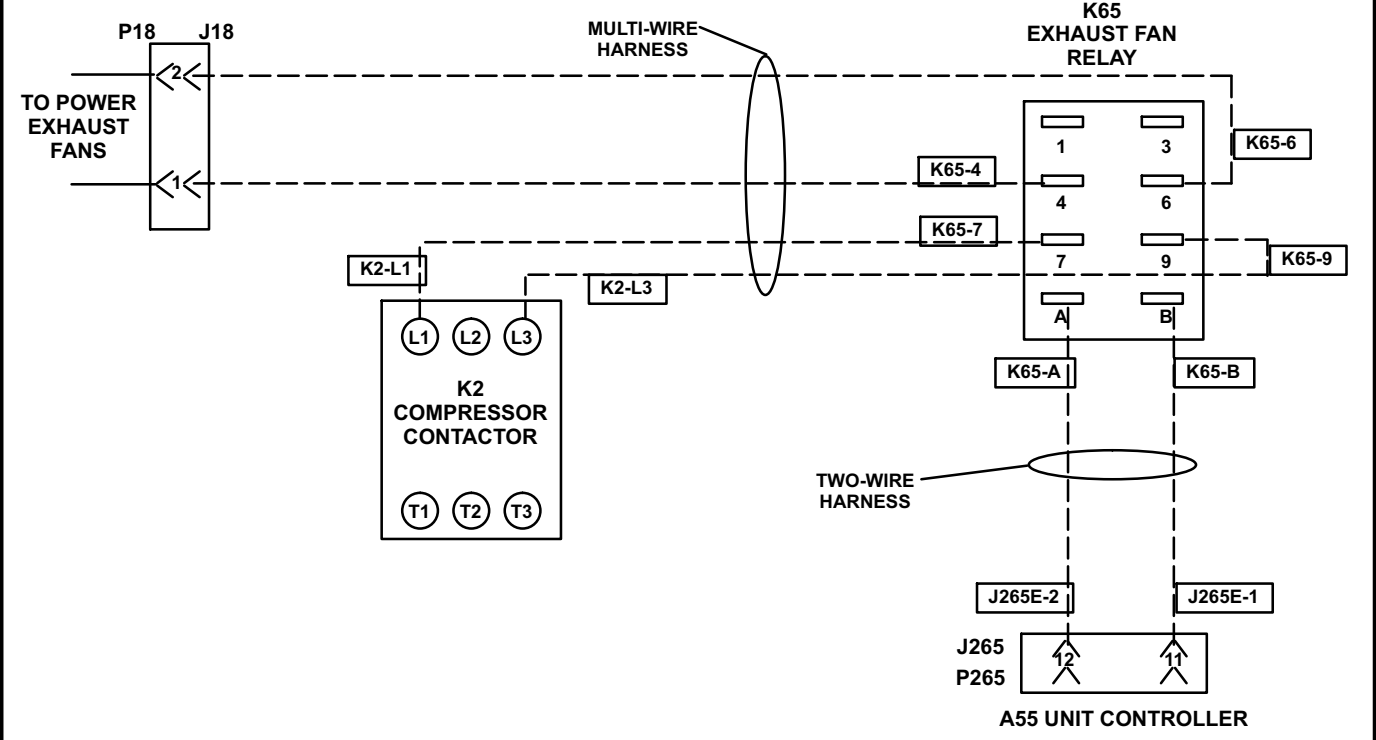 K65
EXHAUST FAN
RELAY
P18 J18
MULTI-WIRE
HARNESS
2
TO POWER
EXHAUST
FANS
1
1 3
K65-6
K65-4
4 6
K65-7
7 9
K65-9
K2-L1
K2-L3
A B
L1 L2 L3
K65-A K65-B
K2
COMPRESSOR
CONTACTOR
TWO-WIRE
HARNESS
T1 T2 T3
J265E-2 J265E-1
J265
12 11
P265
A55 UNIT CONTROLLER